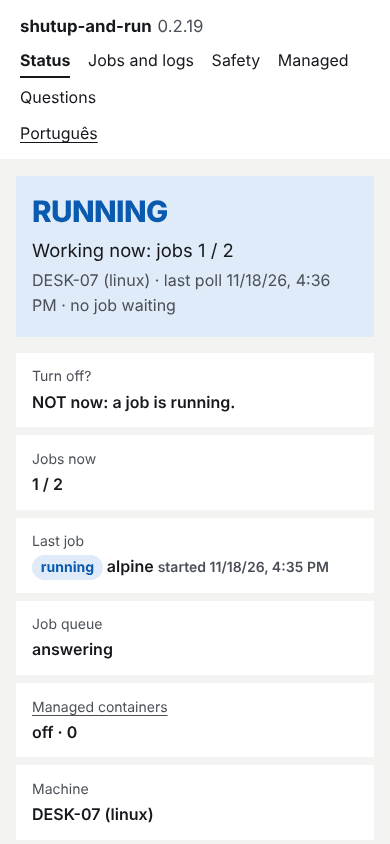 shutup-and-run 0.2.19
Status Jobs and logs Safety Managed
Questions
Português
RUNNING
Working now: jobs 1 / 2
DESK-07 (linux) · last poll 11/18/26, 4:36
PM · no job waiting
Turn off?
NOT now: a job is running.
Jobs now
1 / 2
Last job
running alpine started 11/18/26, 4:35 PM
Job queue
answering
Managed containers
off · 0
Machine
DESK-07 (linux)